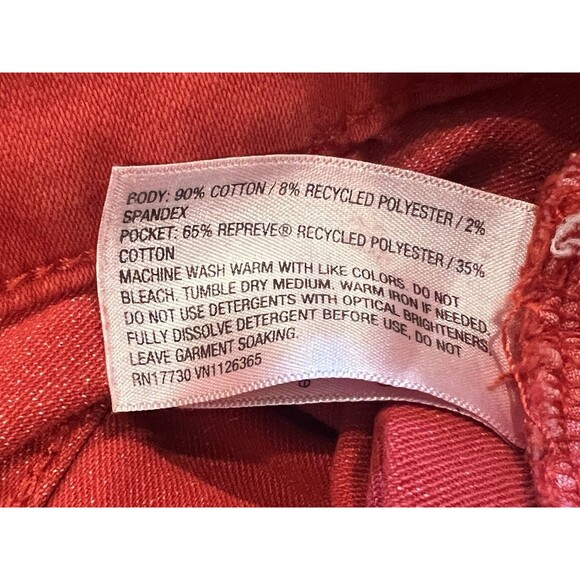 BODY: 90% COTTON / 8% RECYCLED POLYESTER / 2%
SPANDEX
POCKET: 65% REPREVE® RECYCLED POLYESTER / 35%
COTTON
MACHINE WASH WARM WITH LIKE COLORS. DO NOT
BLEACH. TUMBLE DRY MEDIUM. WARM IRON IF NEEDED.
DO NOT USE DETERGENTS WITH OPTICAL BRIGHTENERS.
FULLY DISSOLVE DETERGENT BEFORE USE, DO NOT
LEAVE GARMENT SOAKING.
RN17730 VN1126365